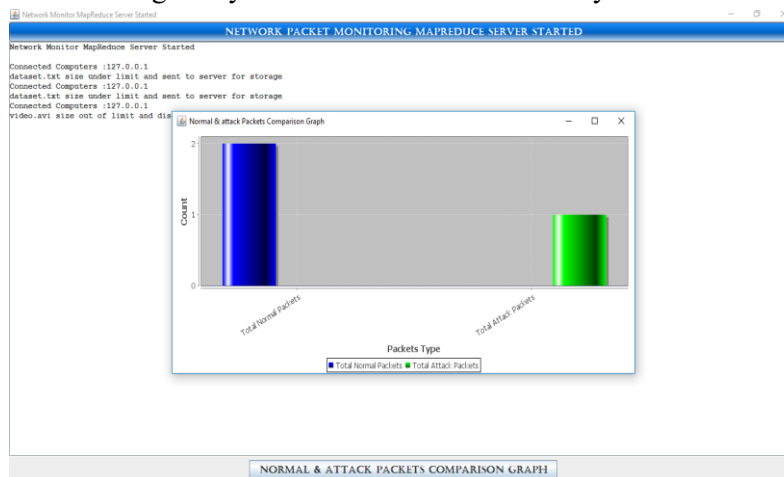 Network Monitor MapReduce Server Started
NETWORK PACKET MONITORING MAPREDUCE SERVER STARTED
Network Monitor MapReduce Server Started
Connected Computers :127.0.0.1
dataset.txt size under limit and sent to server for storage
Connected Computers :127.0.0.1
dataset.txt size under limit and sent to server for storage
Connected Computers :127.0.0.1
video.avi size out of limit and dis
Normal & attack Packets Comparison Graph
2
1
0
Count
Total Normal Packets
Total Attack Packets
Packets Type
Total Normal Packets Total Attack Packets
NORMAL & ATTACK PACKETS COMPARISON GRAPH